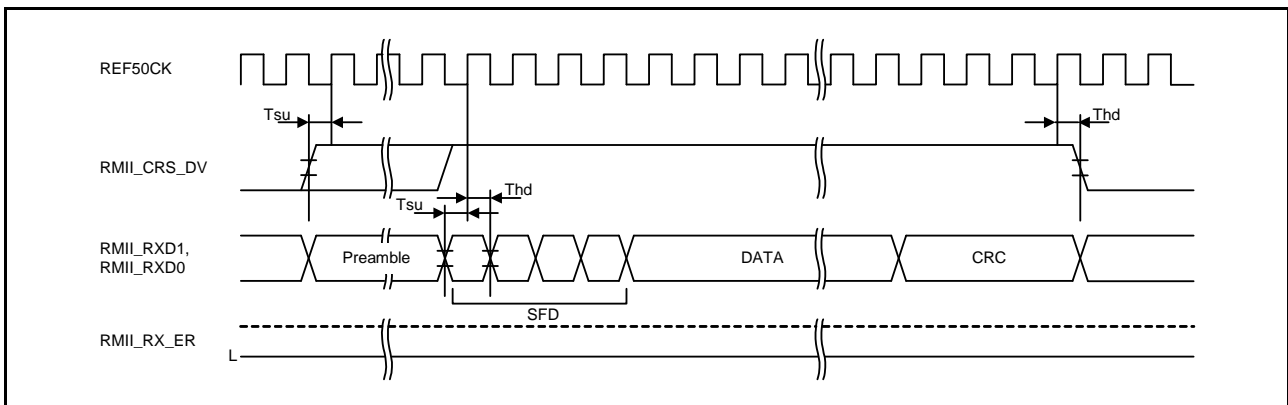 REF50CK
Tsu
Thd
RMII_CRS_DV
Thd
Tsu
RMII_RXD1,
RMII_RXD0
Preamble
DATA
CRC
SFD
RMII_RX_ER
L